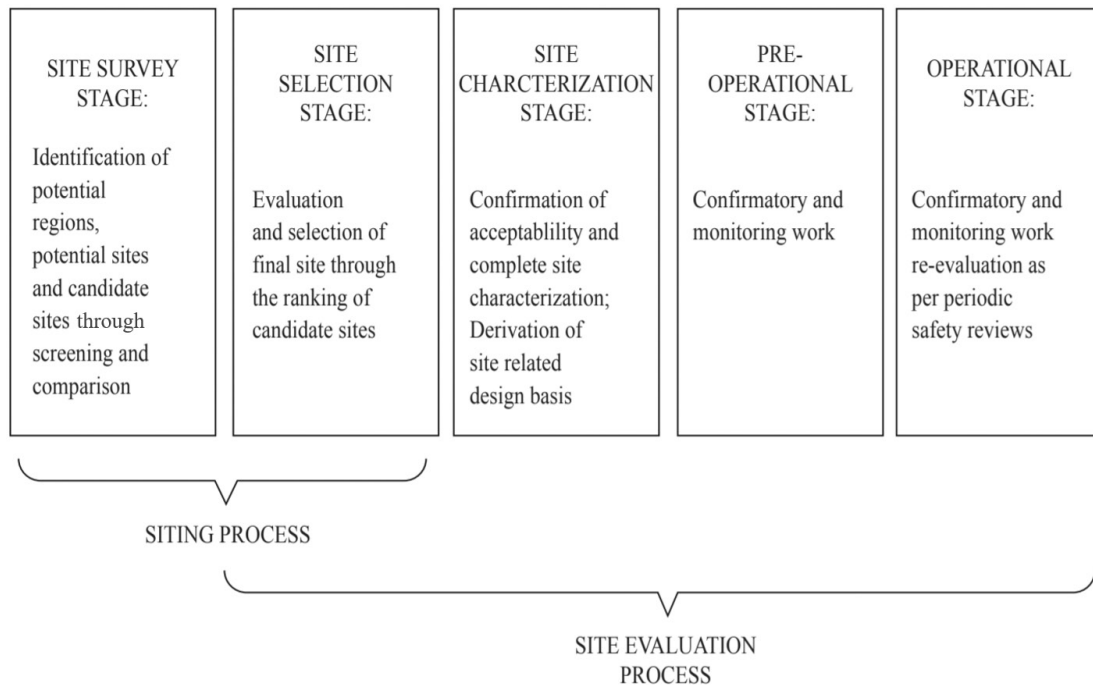 SITE SURVEY
STAGE:
Identification of
potential
regions,
potential sites
and candidate
sites through
screening and
comparison
SITE
SELECTION
STAGE:
Evaluation
and selection of
final site through
the ranking of
candidate sites
SITE
CHARCTERIZATION
STAGE:
Confirmation of
acceptablility and
complete site
characterization;
Derivation of
site related
design basis
PRE-
OPERATIONAL
STAGE:
Confirmatory and
monitoring work
OPERATIONAL
STAGE:
Confirmatory and
monitoring work
re-evaluation as
per periodic
safety reviews
SITING PROCESS
SITE EVALUATION
PROCESS